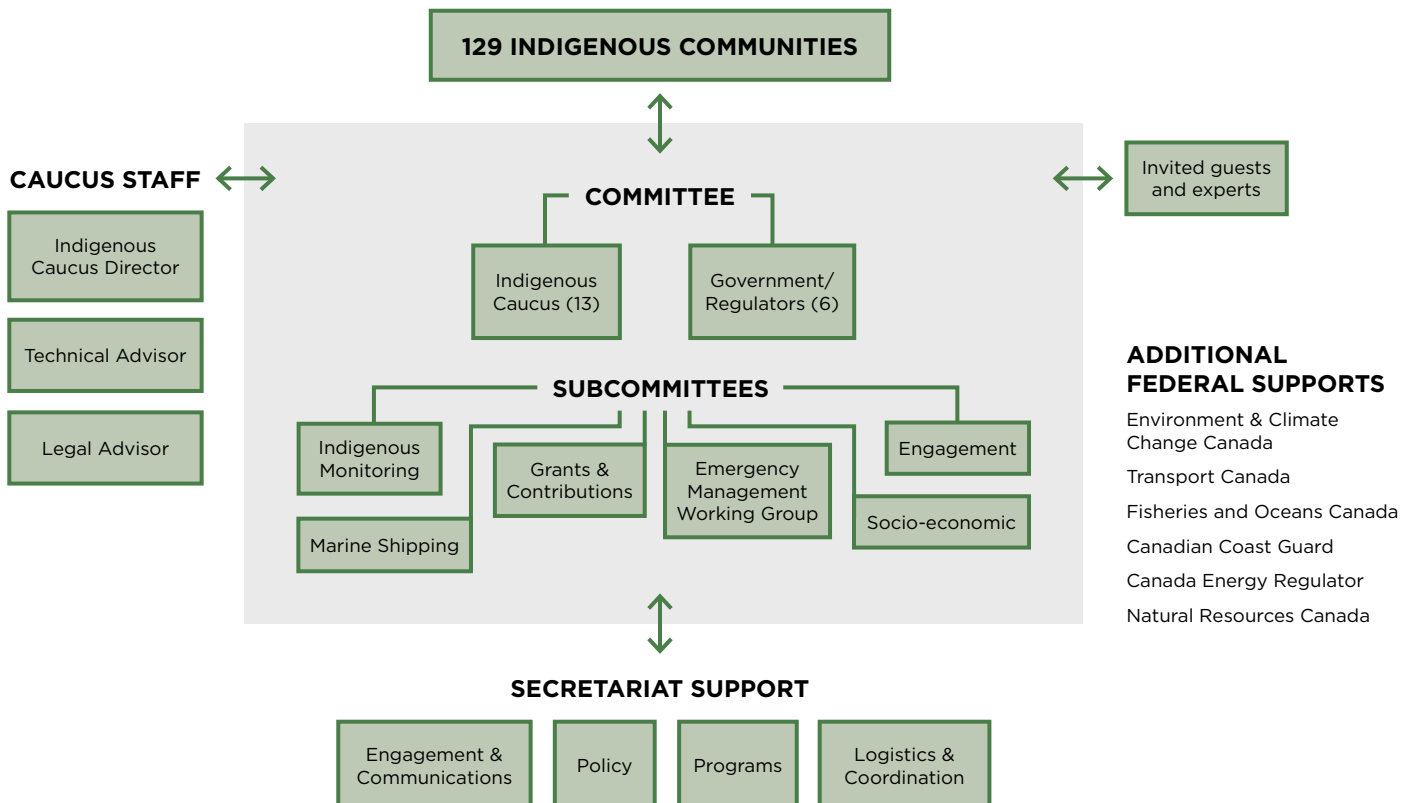 129 INDIGENOUS COMMUNITIES
CAUCUS STAFF
Indigenous
Caucus Director
Technical Advisor
Legal Advisor
COMMITTEE
Indigenous
Caucus (13)
Government/
Regulators (6)
SUBCOMMITTEES
Indigenous
Monitoring
Marine Shipping
Grants &
Contributions
Emergency
Management
Working Group
Engagement
Socio-economic
Invited guests
and experts
ADDITIONAL
FEDERAL SUPPORTS
Environment & Climate
Change Canada
Transport Canada
Fisheries and Oceans Canada
Canadian Coast Guard
Canada Energy Regulator
Natural Resources Canada
SECRETARIAT SUPPORT
Engagement &
Communications
Policy
Programs
Logistics &
Coordination